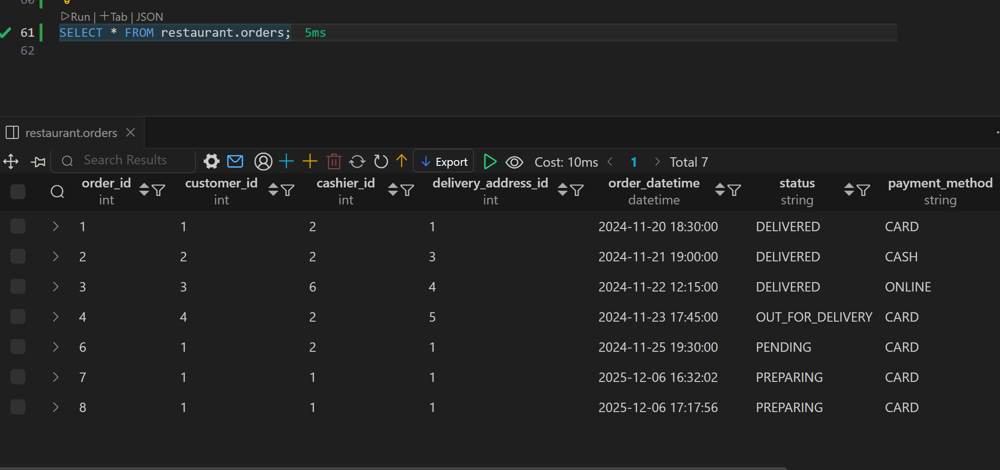 60
Run | Tab | JSON
61 SELECT * FROM restaurant.orders; 5ms
62
restaurant.orders
Search Results Export Cost: 10ms 1 Total 7
order_id customer_id cashier_id delivery_address_id order_datetime status payment_method
int int int int datetime string string
1 1 2 1 2024-11-20 18:30:00 DELIVERED CARD
2 2 2 3 2024-11-21 19:00:00 DELIVERED CASH
3 3 6 4 2024-11-22 12:15:00 DELIVERED ONLINE
4 4 2 5 2024-11-23 17:45:00 OUT_FOR_DELIVERY CARD
6 1 2 1 2024-11-25 19:30:00 PENDING CARD
7 1 1 1 2025-12-06 16:32:02 PREPARING CARD
8 1 1 1 2025-12-06 17:17:56 PREPARING CARD